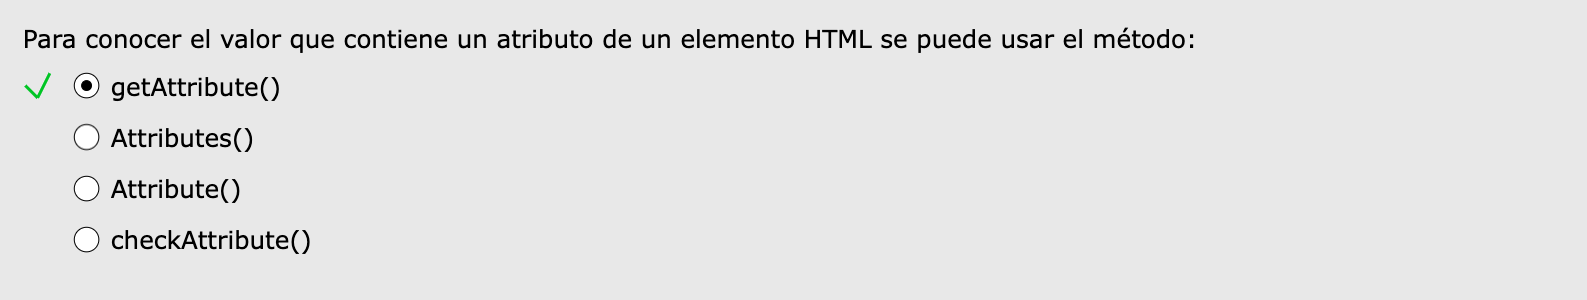 Para conocer el valor que contiene un atributo de un elemento HTML se puede usar el método:
getAttribute()
Attributes()
Attribute()
checkAttribute()